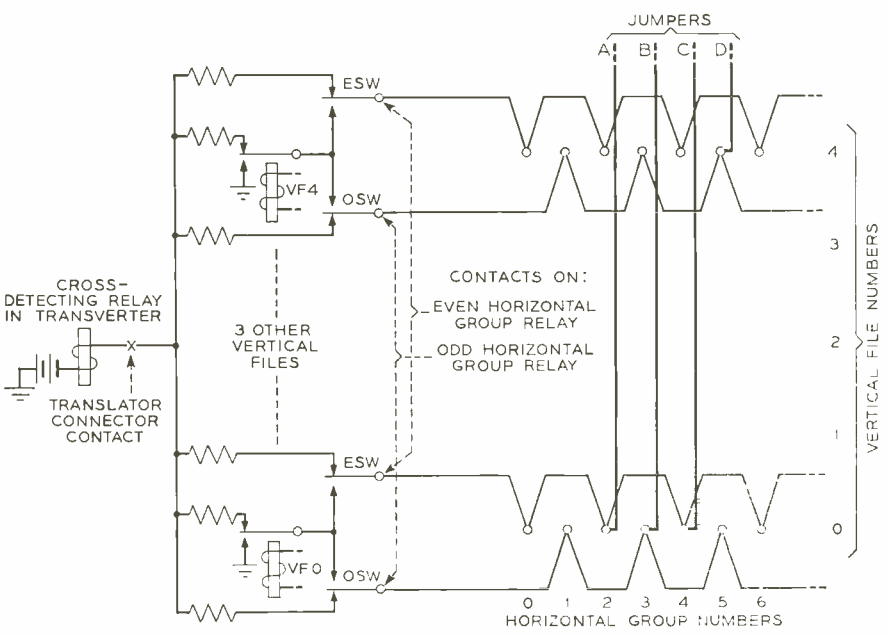 JUMPERS
A B C D
ESW
VF4
OSW
4
3
2
1
0
VERTICAL FILE NUMBERS
CROSS-
DETECTING RELAY
IN TRANSVERTER
TRANSLATOR
CONNECTOR
CONTACT
3 OTHER
VERTICAL
FILES
CONTACTS ON:
EVEN HORIZONTAL
GROUP RELAY
ODD HORIZONTAL
GROUP RELAY
ESW
VF0
OSW
0 1 2 3 4 5 6
HORIZONTAL GROUP NUMBERS